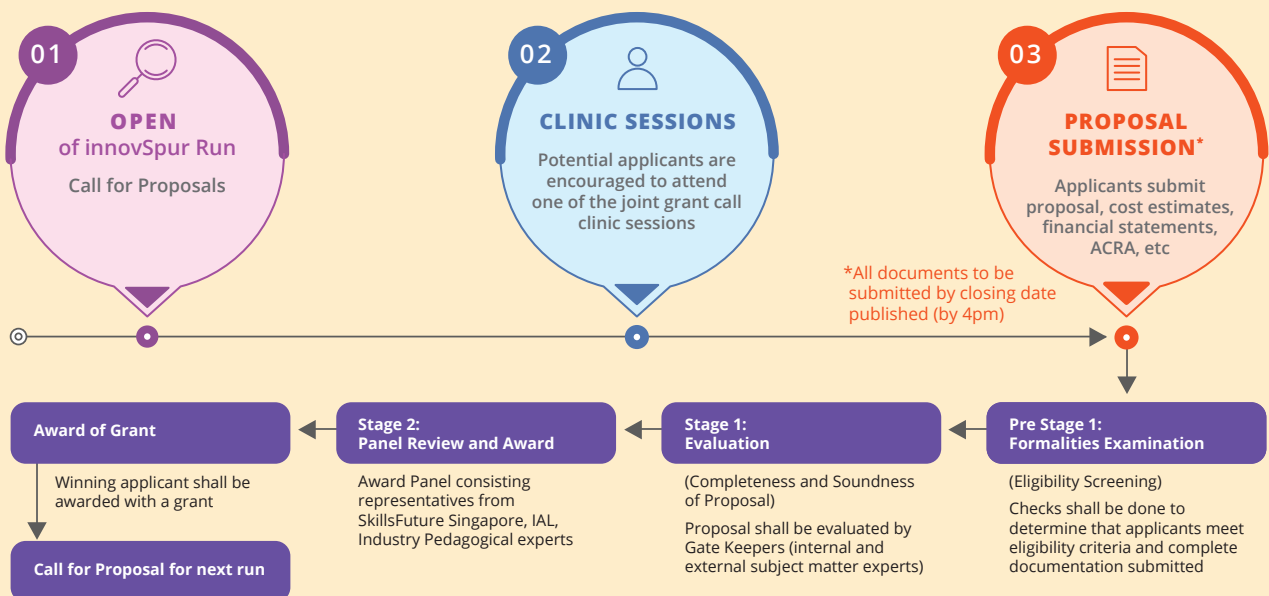 01
OPEN
of innovSpur Run
Call for Proposals
02
CLINIC SESSIONS
Potential applicants are
encouraged to attend
one of the joint grant call
clinic sessions
03
PROPOSAL
SUBMISSION*
Applicants submit
proposal, cost estimates,
financial statements,
ACRA, etc
*All documents to be
submitted by closing date
published (by 4pm)
Pre Stage 1:
Formalities Examination
(Eligibility Screening)
Checks shall be done to
determine that applicants meet
eligibility criteria and complete
documentation submitted
Stage 1:
Evaluation
(Completeness and Soundness
of Proposal)
Proposal shall be evaluated by
Gate Keepers (internal and
external subject matter experts)
Stage 2:
Panel Review and Award
Award Panel consisting
representatives from
SkillsFuture Singapore, IAL,
Industry Pedagogical experts
Award of Grant
Winning applicant shall be
awarded with a grant
Call for Proposal for next run